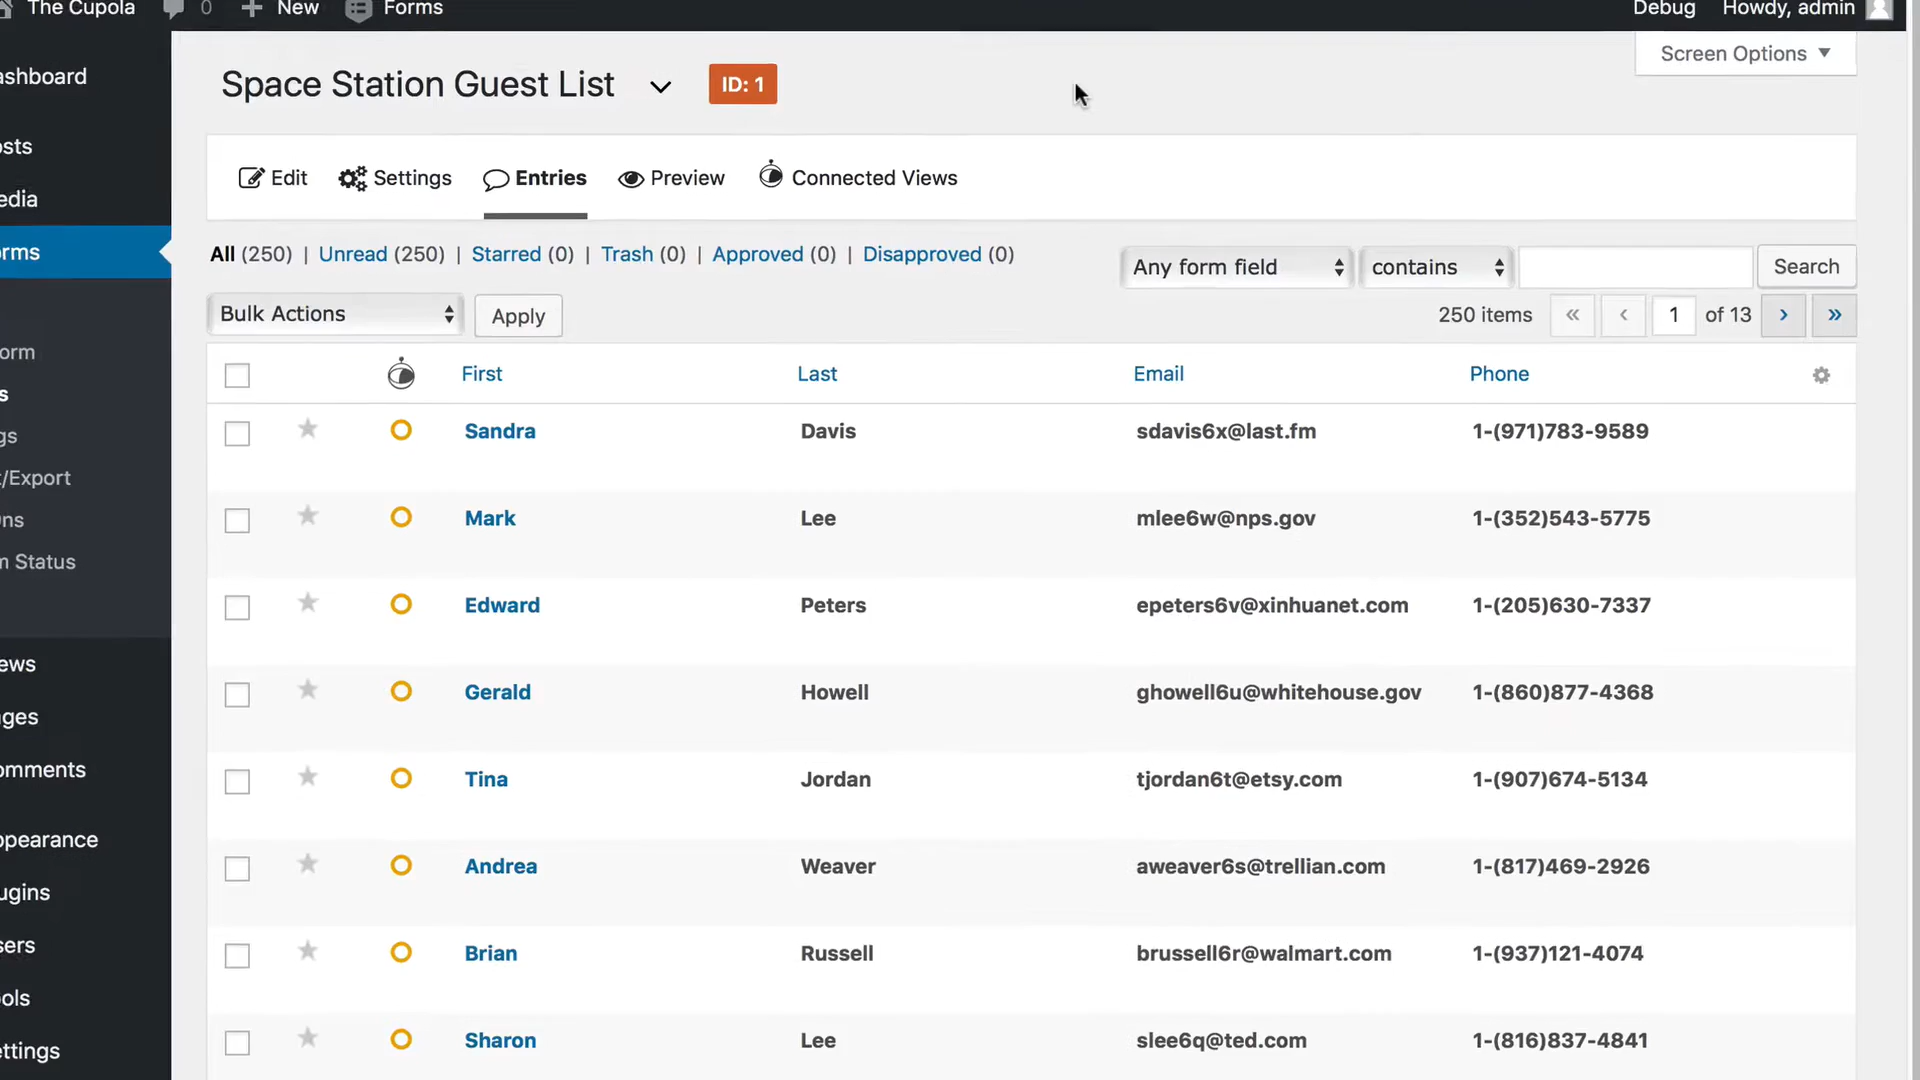 The Cupola 0 New Forms Debug Howdy, admin
Screen Options
Space Station Guest List ID: 1
Edit Settings Entries Preview Connected Views
All (250) | Unread (250) | Starred (0) | Trash (0) | Approved (0) | Disapproved (0)
Any form field contains Search
Bulk Actions Apply 250 items « ‹ 1 of 13 › »
First Last Email Phone
Sandra Davis sdavis6x@last.fm 1-(971)783-9589
Mark Lee mlee6w@nps.gov 1-(352)543-5775
Edward Peters epeters6v@xinhuanet.com 1-(205)630-7337
Gerald Howell ghowell6u@whitehouse.gov 1-(860)877-4368
Tina Jordan tjordan6t@etsy.com 1-(907)674-5134
Andrea Weaver aweaver6s@trellian.com 1-(817)469-2926
Brian Russell brussell6r@walmart.com 1-(937)121-4074
Sharon Lee slee6q@ted.com 1-(816)837-4841
ashboard
osts
edia
orms
orm
s
gs
t/Export
ns
m Status
ews
ges
omments
ppearance
ugins
sers
ols
ettings